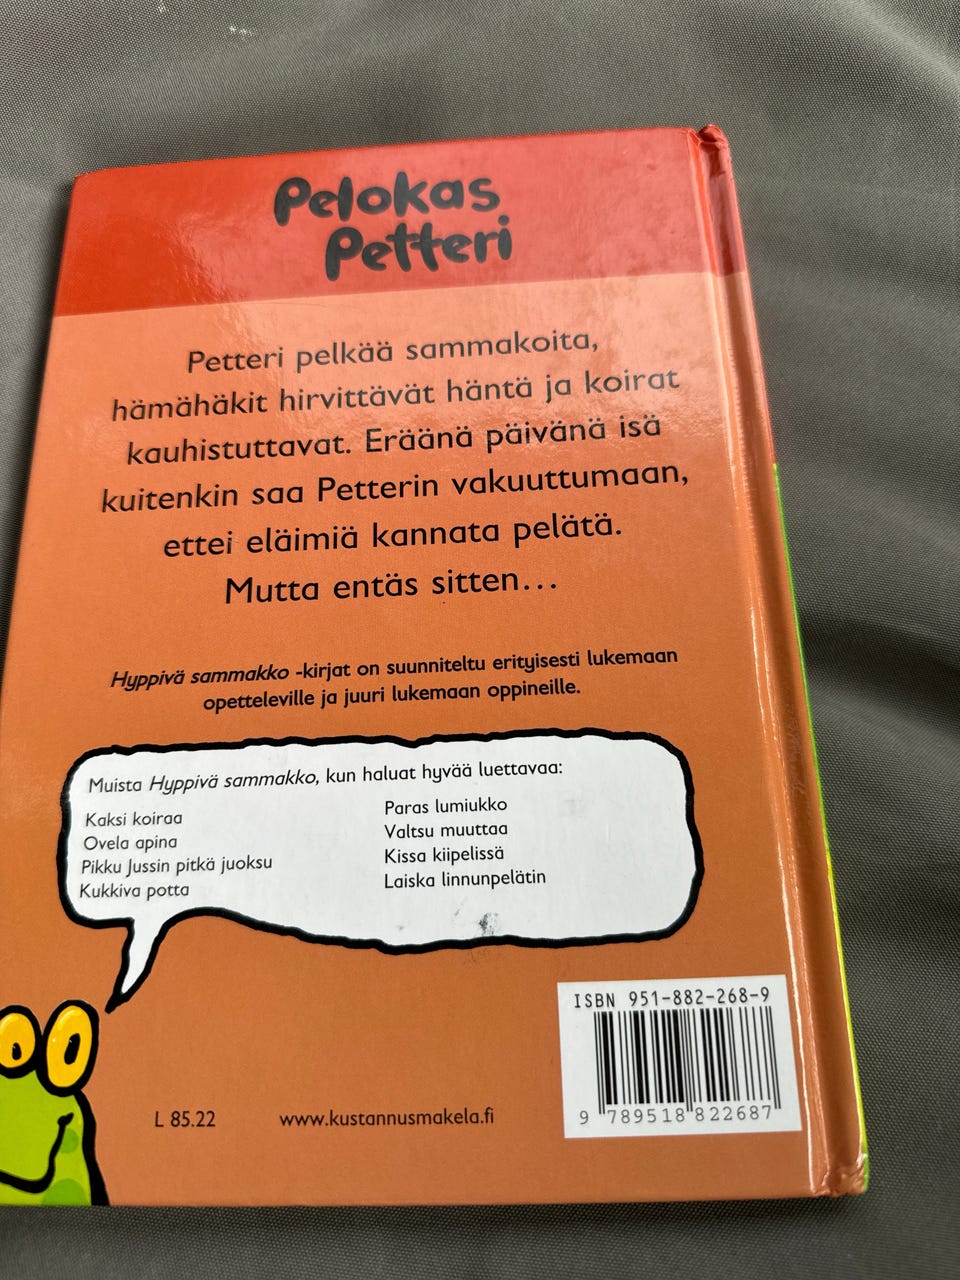 Pelokas
Petteri
Petteri pelkää sammakoita,
hämähäkit hirvittävät häntä ja koirat
kauhistuttavat. Eräänä päivänä isä
kuitenkin saa Petterin vakuuttumaan,
ettei eläimiä kannata pelätä.
Mutta entäs sitten...
Hyppivä sammakko -kirjat on suunniteltu erityisesti lukemaan
opetteleville ja juuri lukemaan oppineille.
Muista Hyppivä sammakko, kun haluat hyvää luettavaa:
Kaksi koiraa
Ovela apina
Pikku Jussin pitkä juoksu
Kukkiva potta
Paras lumiukko
Valtsu muuttaa
Kissa kiipelissä
Laiska linnunpelätin
ISBN 951-882-268-9
9 789518 822687
L 85.22
www.kustannusmakela.fi